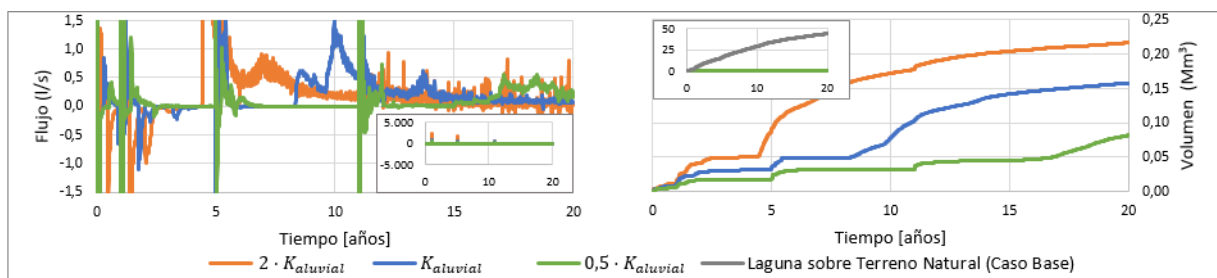 Flujo (l/s)
1,5
1,0
0,5
0,0
-0,5
-1,0
-1,5
0 5 10 15 20
Tiempo [años]
5.000
0
-5.000
0 10 20
50
25
0
0 10 20
0,25
0,20
0,15
0,10
0,05
0,00
Volumen (Mm³)
0 5 10 15 20
Tiempo [años]
2 · K_aluvial K_aluvial 0,5 · K_aluvial Laguna sobre Terreno Natural (Caso Base)